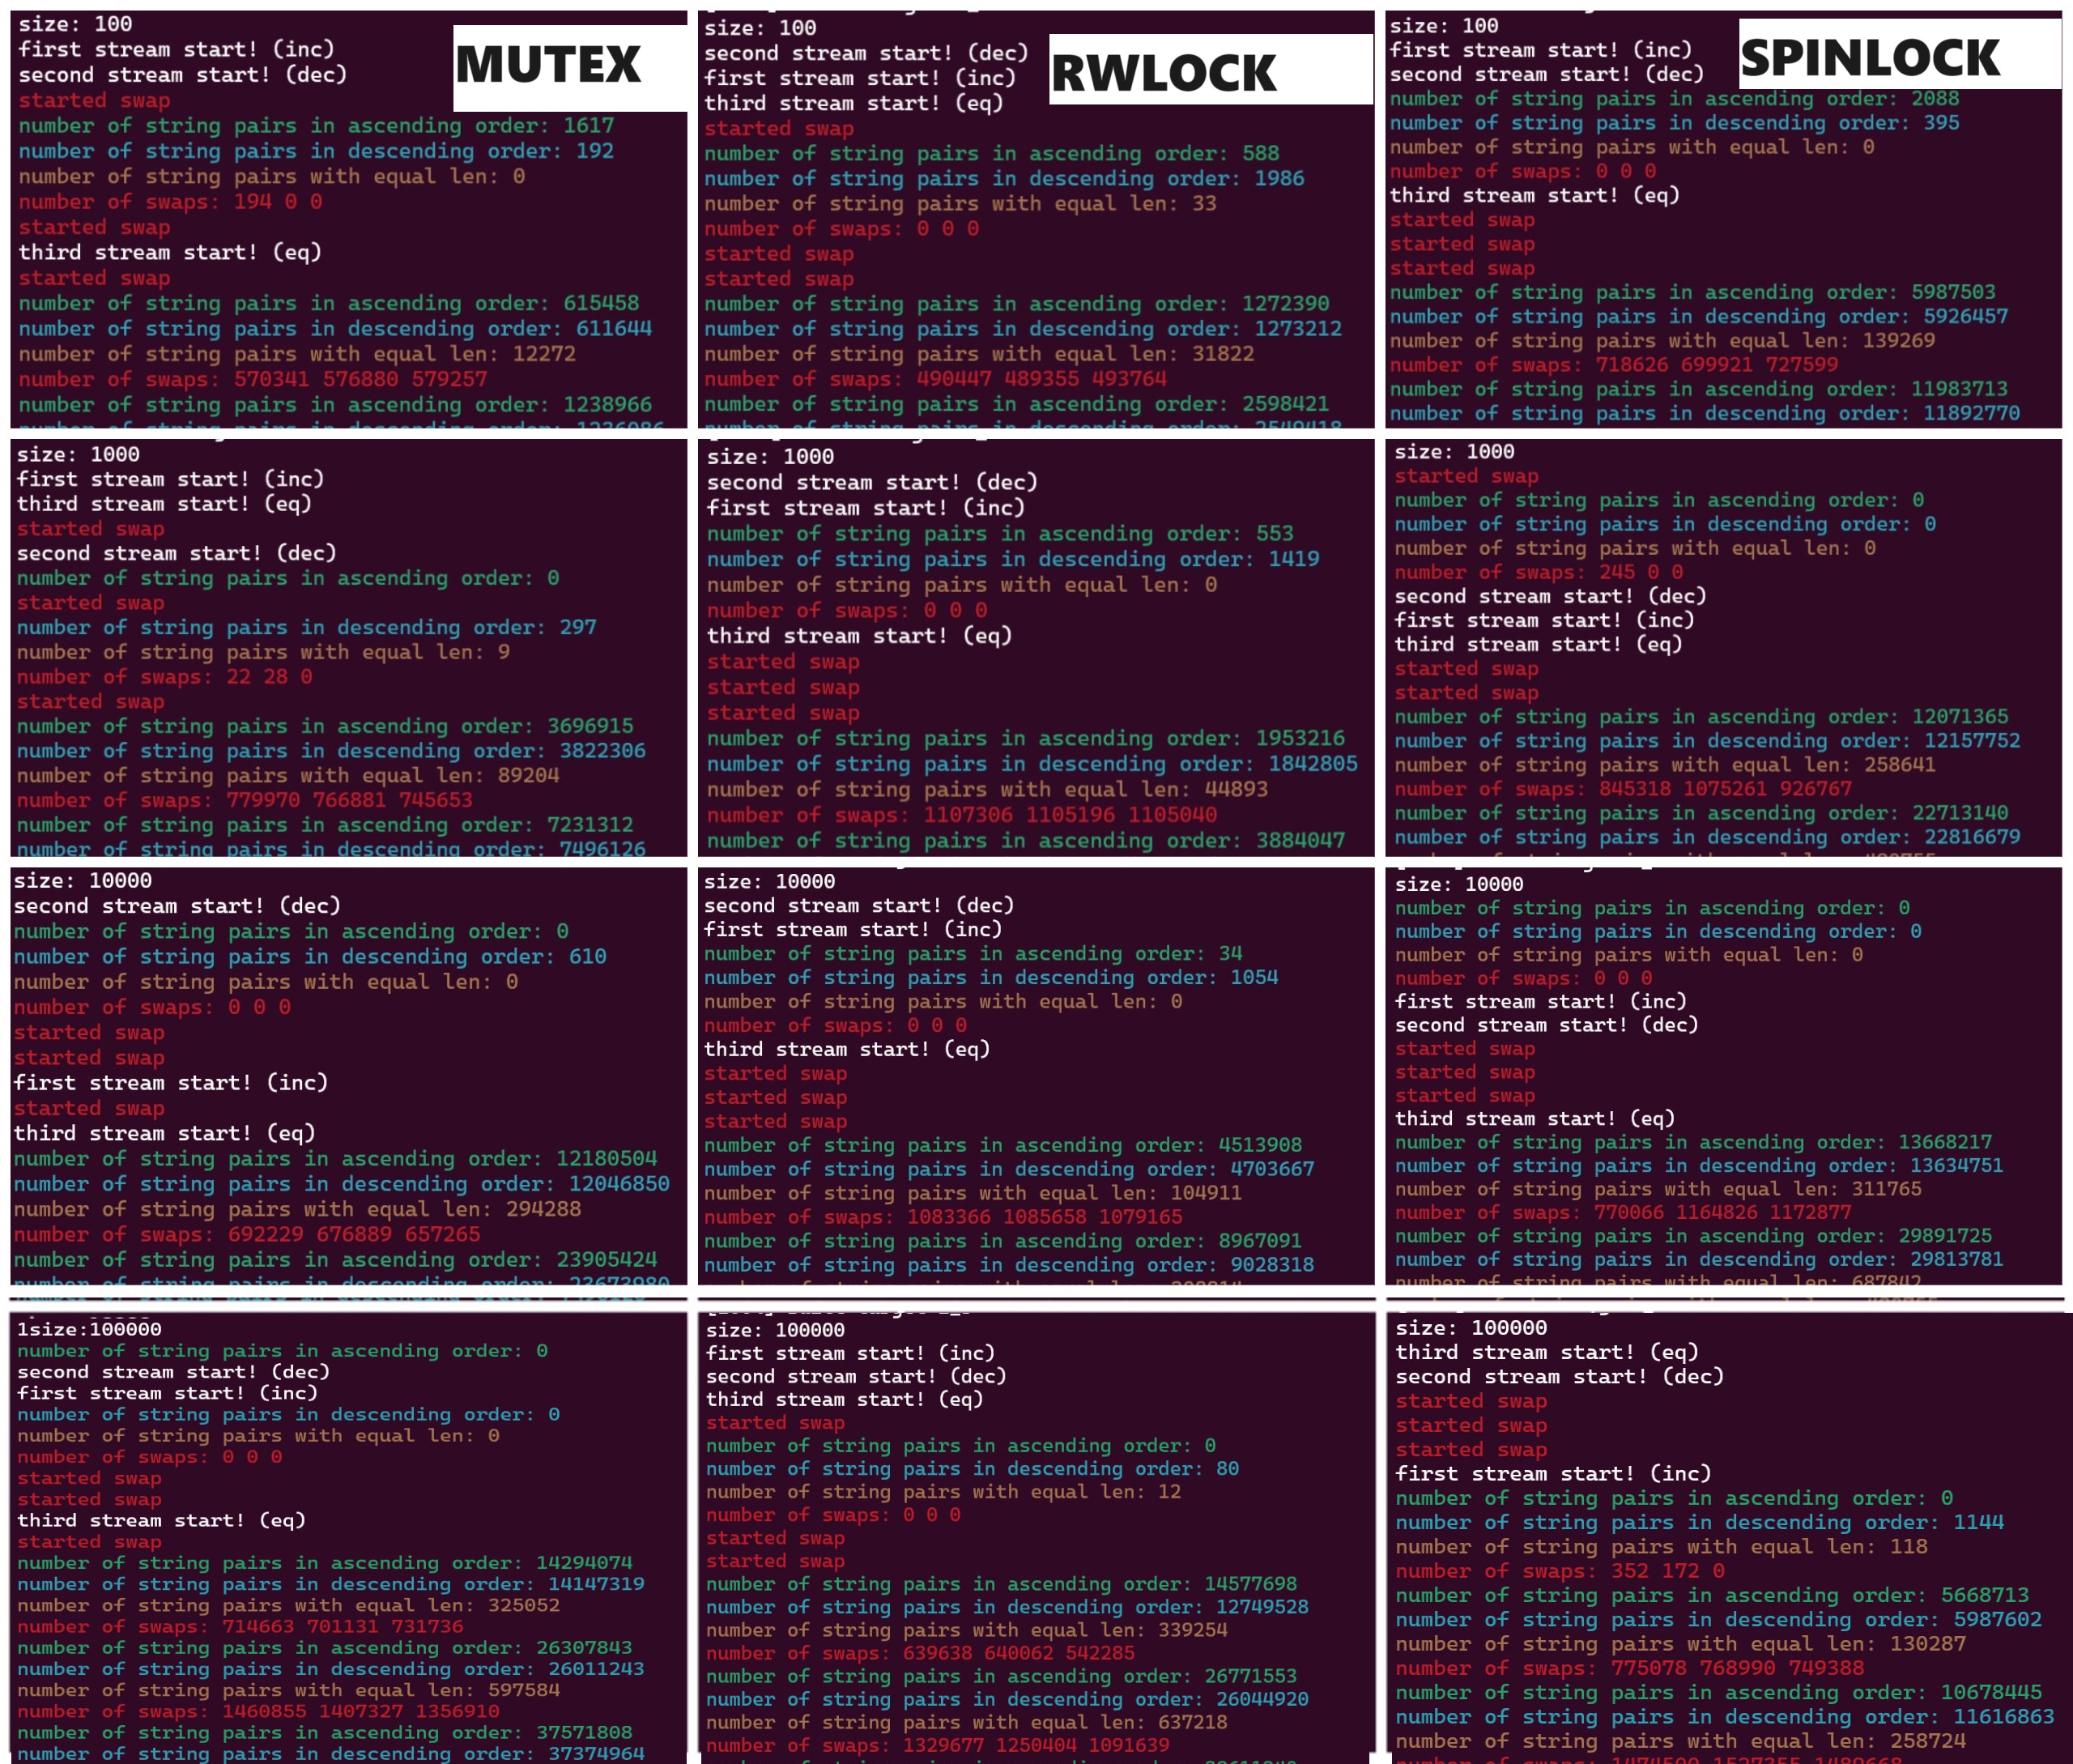 size: 100
first stream start! (inc)
second stream start! (dec)
MUTEX
started swap
number of string pairs in ascending order: 1617
number of string pairs in descending order: 192
number of string pairs with equal len: 0
number of swaps: 194 0 0
started swap
third stream start! (eq)
started swap
number of string pairs in ascending order: 615458
number of string pairs in descending order: 611644
number of string pairs with equal len: 12272
number of swaps: 570341 576880 579257
number of string pairs in ascending order: 1238966
number of string pairs in descending order: 1236986
size: 100
second stream start! (dec)
RWLOCK
first stream start! (inc)
third stream start! (eq)
started swap
number of string pairs in ascending order: 588
number of string pairs in descending order: 1986
number of string pairs with equal len: 33
number of swaps: 0 0 0
started swap
started swap
number of string pairs in ascending order: 1272390
number of string pairs in descending order: 1273212
number of string pairs with equal len: 31822
number of swaps: 490447 489355 493764
number of string pairs in ascending order: 2598421
number of string pairs in descending order: 2549418
size: 100
first stream start! (inc)
SPINLOCK
second stream start! (dec)
number of string pairs in ascending order: 2088
number of string pairs in descending order: 395
number of string pairs with equal len: 0
number of swaps: 0 0 0
third stream start! (eq)
started swap
started swap
started swap
number of string pairs in ascending order: 5987503
number of string pairs in descending order: 5926457
number of string pairs with equal len: 139269
number of swaps: 718626 699921 727599
number of string pairs in ascending order: 11983713
number of string pairs in descending order: 11892770
size: 1000
first stream start! (inc)
third stream start! (eq)
started swap
second stream start! (dec)
number of string pairs in ascending order: 0
started swap
number of string pairs in descending order: 297
number of string pairs with equal len: 9
number of swaps: 22 28 0
started swap
number of string pairs in ascending order: 3696915
number of string pairs in descending order: 3822306
number of string pairs with equal len: 89204
number of swaps: 779970 766881 745653
number of string pairs in ascending order: 7231312
number of string pairs in descending order: 7496126
size: 1000
second stream start! (dec)
first stream start! (inc)
number of string pairs in ascending order: 553
number of string pairs in descending order: 1419
number of string pairs with equal len: 0
number of swaps: 0 0 0
third stream start! (eq)
started swap
started swap
started swap
number of string pairs in ascending order: 1953216
number of string pairs in descending order: 1842805
number of string pairs with equal len: 44893
number of swaps: 1107306 1105196 1105040
number of string pairs in ascending order: 3884047
size: 1000
started swap
number of string pairs in ascending order: 0
number of string pairs in descending order: 0
number of string pairs with equal len: 0
number of swaps: 245 0 0
second stream start! (dec)
first stream start! (inc)
third stream start! (eq)
started swap
started swap
number of string pairs in ascending order: 12071365
number of string pairs in descending order: 12157752
number of string pairs with equal len: 258641
number of swaps: 845318 1075261 926767
number of string pairs in ascending order: 22713140
number of string pairs in descending order: 22816679
size: 10000
second stream start! (dec)
number of string pairs in ascending order: 0
number of string pairs in descending order: 610
number of string pairs with equal len: 0
number of swaps: 0 0 0
started swap
started swap
first stream start! (inc)
started swap
third stream start! (eq)
number of string pairs in ascending order: 12180504
number of string pairs in descending order: 12046850
number of string pairs with equal len: 294288
number of swaps: 692229 676889 657265
number of string pairs in ascending order: 23905424
number of string pairs in descending order: 23673980
size: 10000
second stream start! (dec)
first stream start! (inc)
number of string pairs in ascending order: 34
number of string pairs in descending order: 1054
number of string pairs with equal len: 0
number of swaps: 0 0 0
third stream start! (eq)
started swap
started swap
started swap
number of string pairs in ascending order: 4513908
number of string pairs in descending order: 4703667
number of string pairs with equal len: 104911
number of swaps: 1083366 1085658 1079165
number of string pairs in ascending order: 8967091
number of string pairs in descending order: 9028318
size: 10000
number of string pairs in ascending order: 0
number of string pairs in descending order: 0
number of string pairs with equal len: 0
number of swaps: 0 0 0
first stream start! (inc)
second stream start! (dec)
started swap
started swap
started swap
third stream start! (eq)
number of string pairs in ascending order: 13668217
number of string pairs in descending order: 13634751
number of string pairs with equal len: 311765
number of swaps: 770066 1164826 1172877
number of string pairs in ascending order: 29891725
number of string pairs in descending order: 29813781
number of string pairs with equal len: 687842
1size:100000
number of string pairs in ascending order: 0
second stream start! (dec)
first stream start! (inc)
number of string pairs in descending order: 0
number of string pairs with equal len: 0
number of swaps: 0 0 0
started swap
started swap
third stream start! (eq)
started swap
number of string pairs in ascending order: 14294074
number of string pairs in descending order: 14147319
number of string pairs with equal len: 325052
number of swaps: 714663 701131 731736
number of string pairs in ascending order: 26307843
number of string pairs in descending order: 26011243
number of string pairs with equal len: 597584
number of swaps: 1460855 1407327 1356910
number of string pairs in ascending order: 37571808
number of string pairs in descending order: 37374964
size: 100000
first stream start! (inc)
second stream start! (dec)
third stream start! (eq)
started swap
number of string pairs in ascending order: 0
number of string pairs in descending order: 80
number of string pairs with equal len: 12
number of swaps: 0 0 0
started swap
started swap
number of string pairs in ascending order: 14577698
number of string pairs in descending order: 12749528
number of string pairs with equal len: 339254
number of swaps: 639638 640062 542285
number of string pairs in ascending order: 26771553
number of string pairs in descending order: 26044920
number of string pairs with equal len: 637218
number of swaps: 1329677 1250404 1091639
size: 100000
third stream start! (eq)
second stream start! (dec)
started swap
started swap
started swap
first stream start! (inc)
number of string pairs in ascending order: 0
number of string pairs in descending order: 1144
number of string pairs with equal len: 118
number of swaps: 352 172 0
number of string pairs in ascending order: 5668713
number of string pairs in descending order: 5987602
number of string pairs with equal len: 130287
number of swaps: 775078 768990 749388
number of string pairs in ascending order: 10678445
number of string pairs in descending order: 11616863
number of string pairs with equal len: 258724